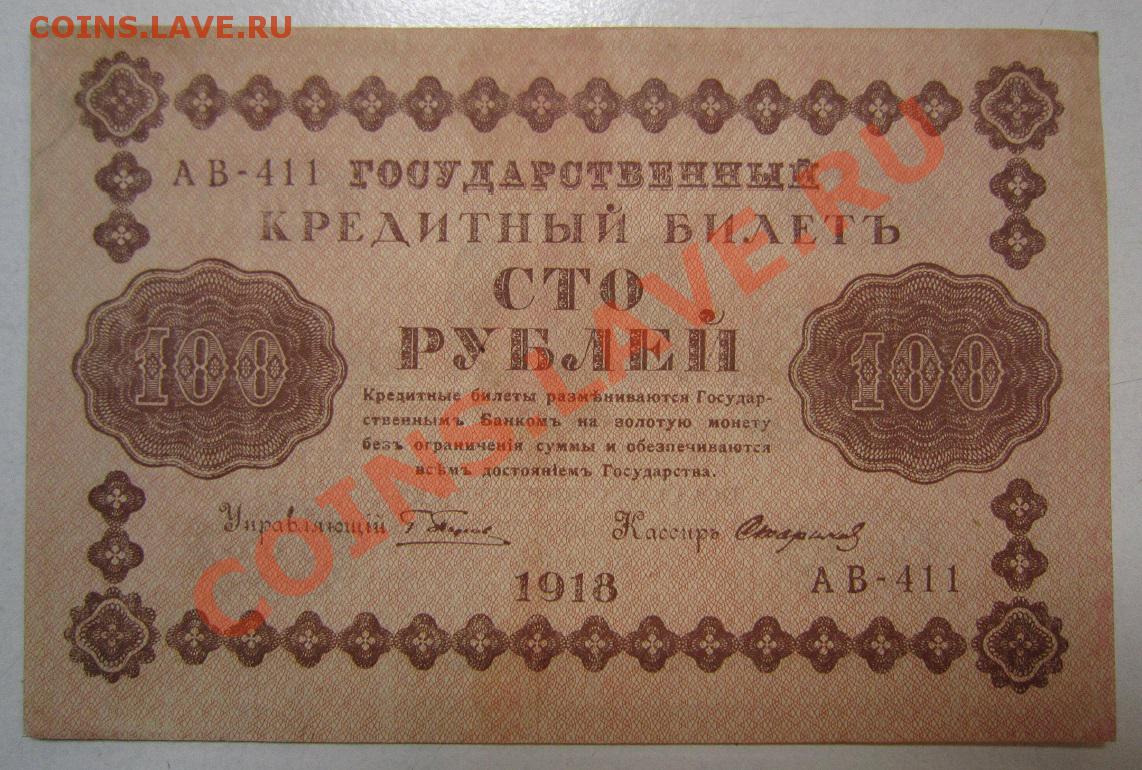 COINS.LAVE.RU
АВ-411 ГОСУДАРСТВЕННЫЙ
КРЕДИТНЫЙ БИЛЕТЪ
СТО
РУБЛЕЙ
100 100
Кредитные билеты размѣниваются Государ-
ственнымъ Банкомъ на золотую монету
безъ ограниченія суммы и обезпечиваются
всѣмъ достояніемъ Государства.
Управляющій Кассиръ
1918
АВ-411
COINS.LAVE.RU